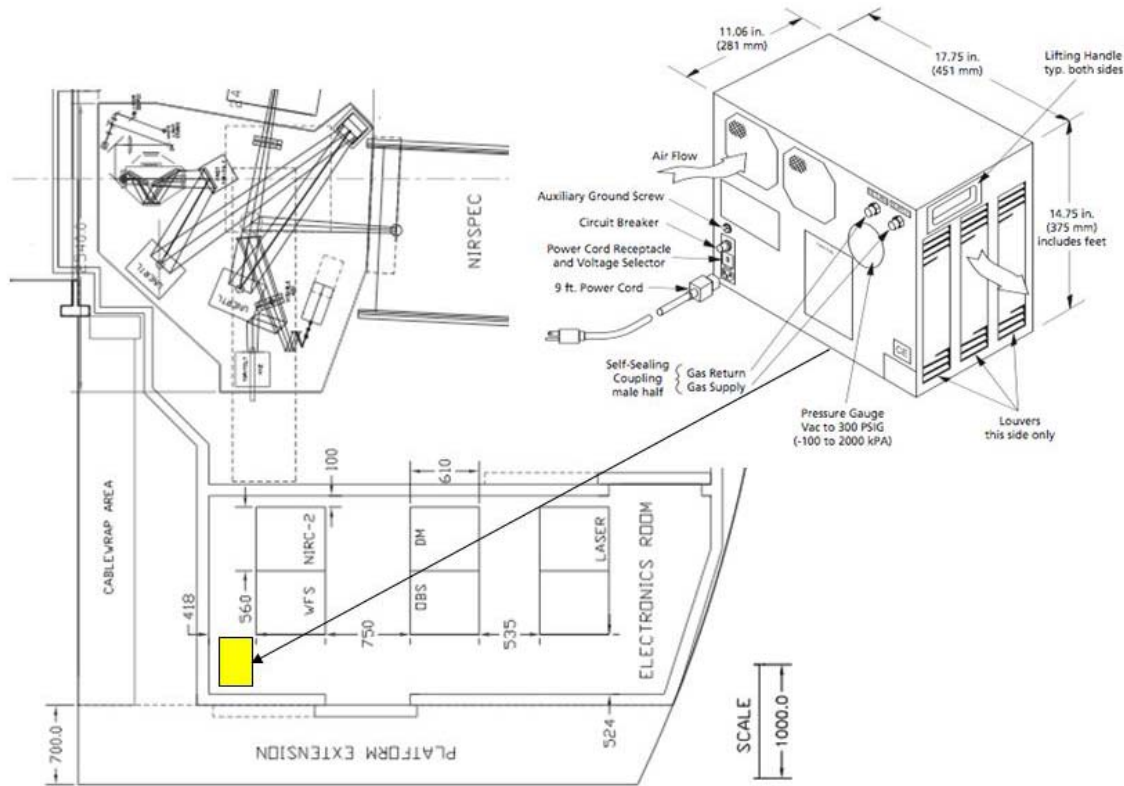 11.06 in.
(281 mm)
17.75 in.
(451 mm)
Lifting Handle
typ. both sides
Air Flow
Auxiliary Ground Screw
Circuit Breaker
Power Cord Receptacle
and Voltage Selector
9 ft. Power Cord
14.75 in.
(375 mm)
includes feet
Self-Sealing
Coupling
male half
Gas Return
Gas Supply
CE
Pressure Gauge
Vac to 300 PSIG
(-100 to 2000 kPA)
Louvers
this side only
NIRSPEC
CABLEWRAP AREA
100
610
418
560
NIRC-2
WFS
DM
OBS
LASER
750
535
ELECTRONICS ROOM
524
700.0
PLATFORM EXTENSION
SCALE
1000.0